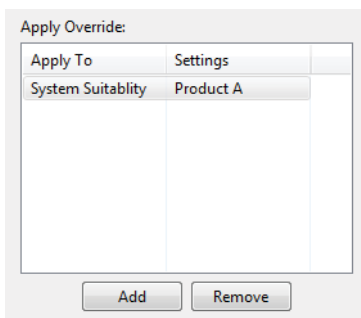 Apply Override:
Apply To Settings
System Suitablity Product A
Add Remove